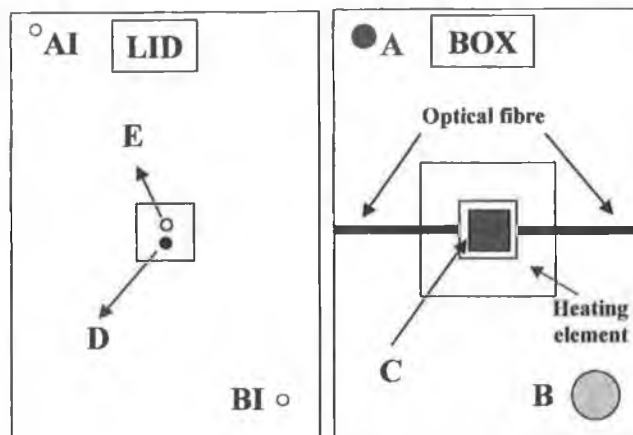 AI
LID
E
D
BI
A
BOX
Optical fibre
Heating
element
C
B